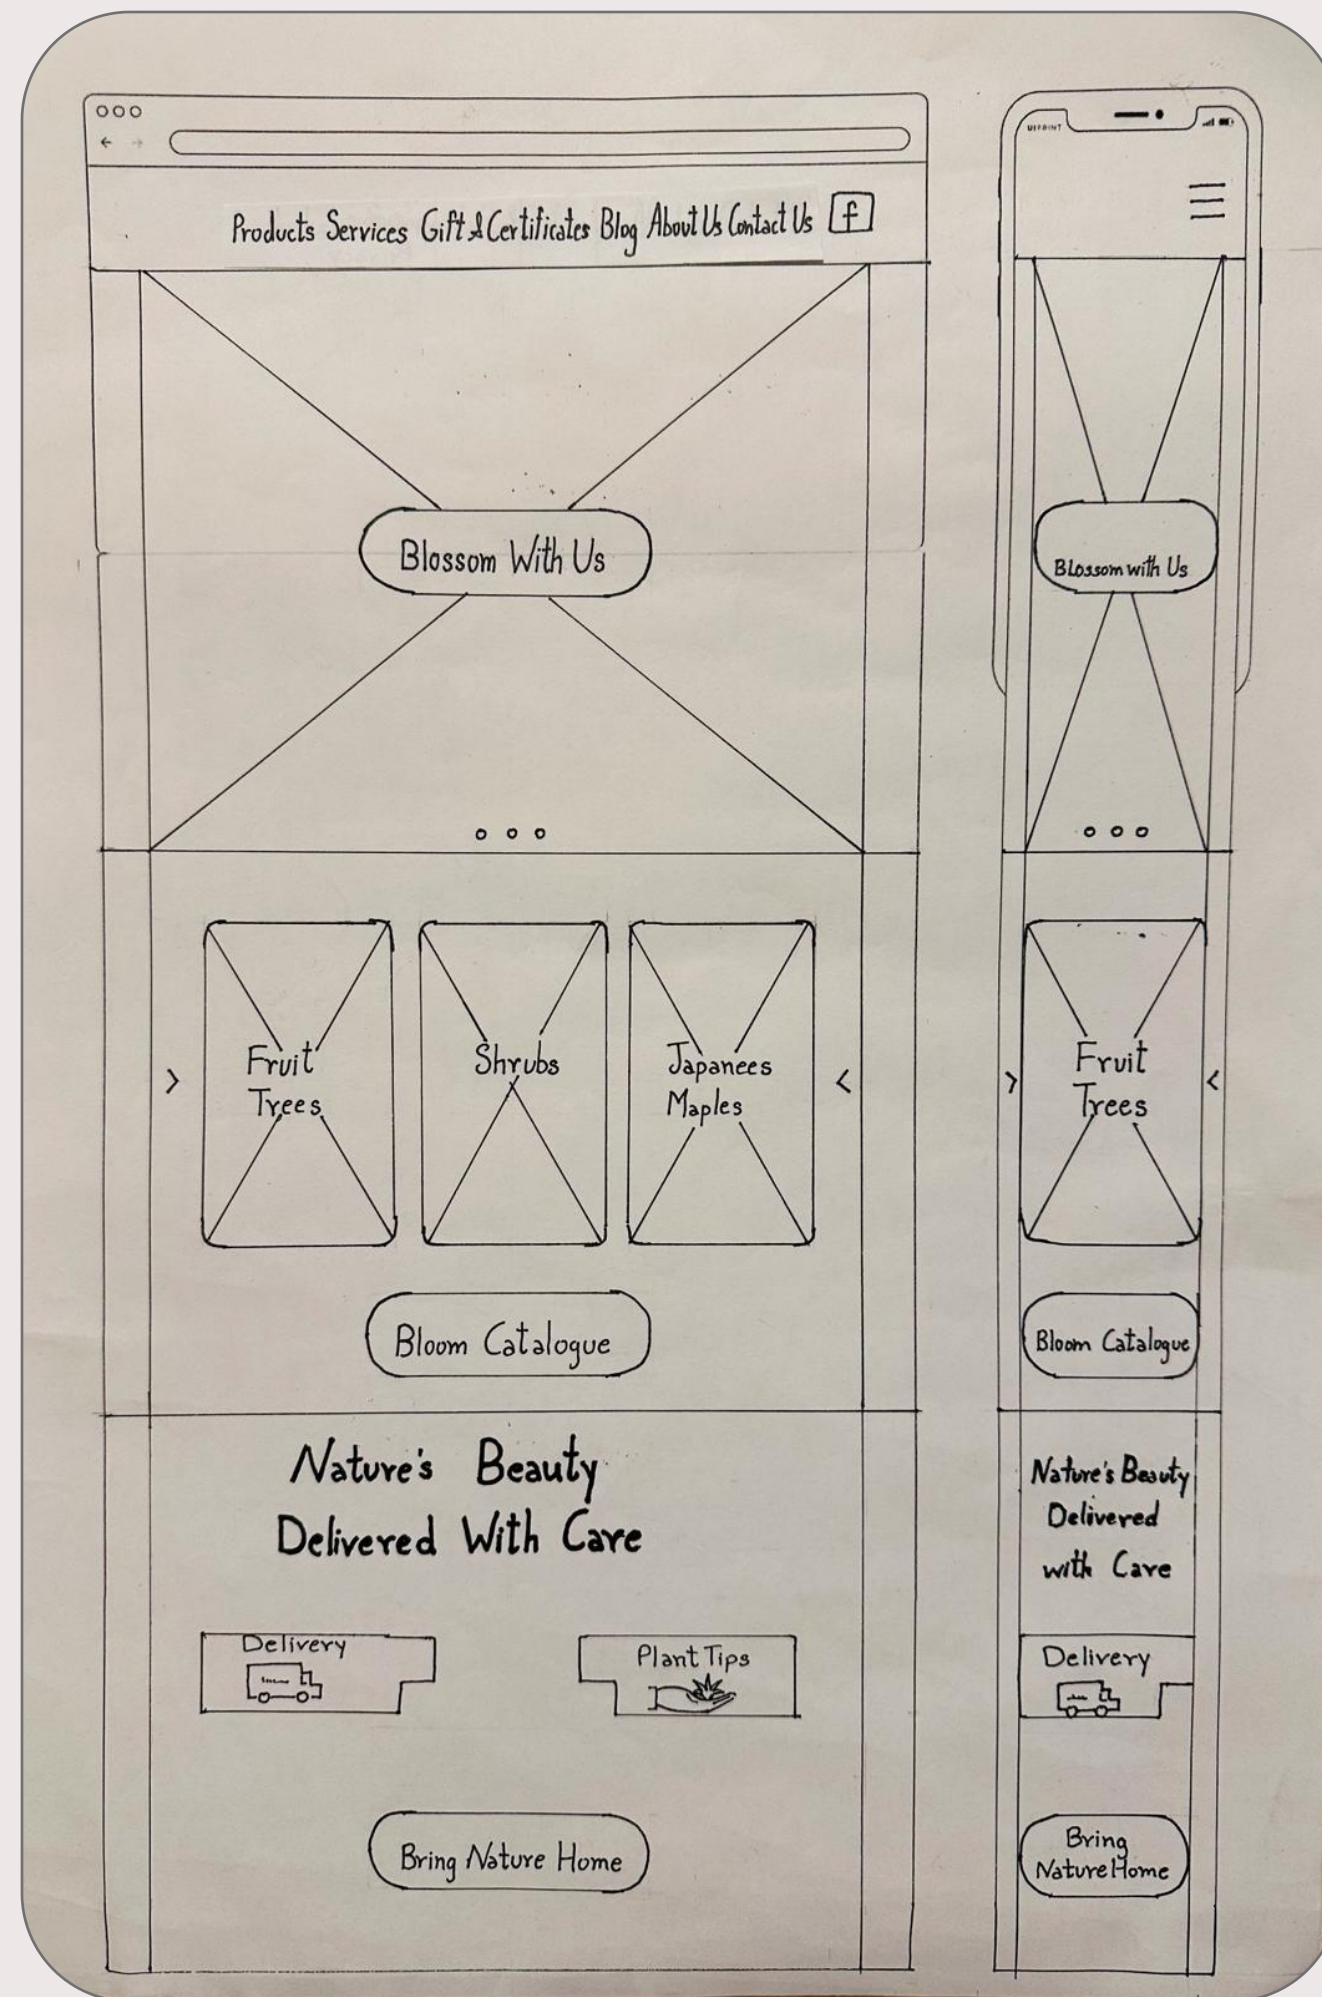 Products Services Gift & Certificates Blog About Us Contact Us f
Blossom With Us
Fruit
Trees
Shrubs
Japanees
Maples
Bloom Catalogue
Nature's Beauty
Delivered With Care
Delivery
Plant Tips
Bring Nature Home
UIPRINT
Blossom with Us
Fruit
Trees
Bloom Catalogue
Nature's Beauty
Delivered
with Care
Delivery
Bring
Nature Home